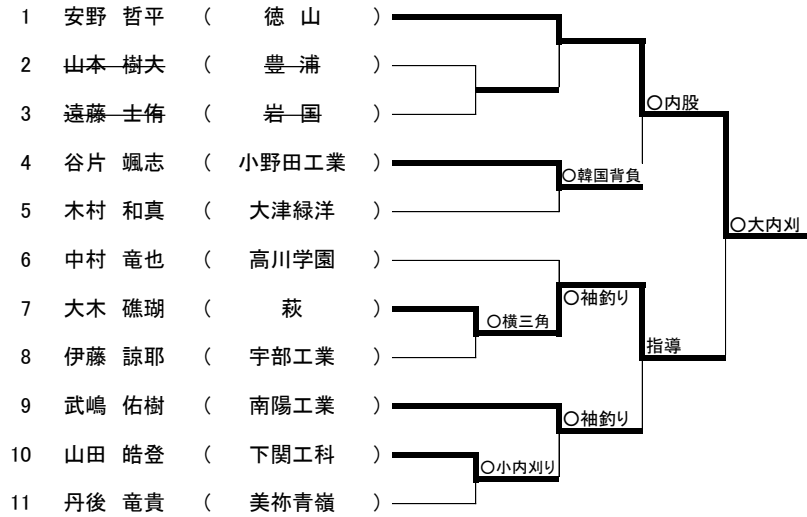 1 安野 哲平 ( 徳 山 )
2 山本 樹大 ( 豊 浦 )
○内股
3 遠藤 士侑 ( 岩 国 )
4 谷片 颯志 ( 小野田工業 )
○韓国背負
5 木村 和真 ( 大津緑洋 )
○大内刈
6 中村 竜也 ( 高川学園 )
7 大木 礁瑚 ( 萩 )
○横三角
○袖釣り
8 伊藤 諒耶 ( 宇部工業 )
指導
9 武嶋 佑樹 ( 南陽工業 )
○袖釣り
10 山田 皓登 ( 下関工科 )
○小内刈り
11 丹後 竜貴 ( 美祢青嶺 )